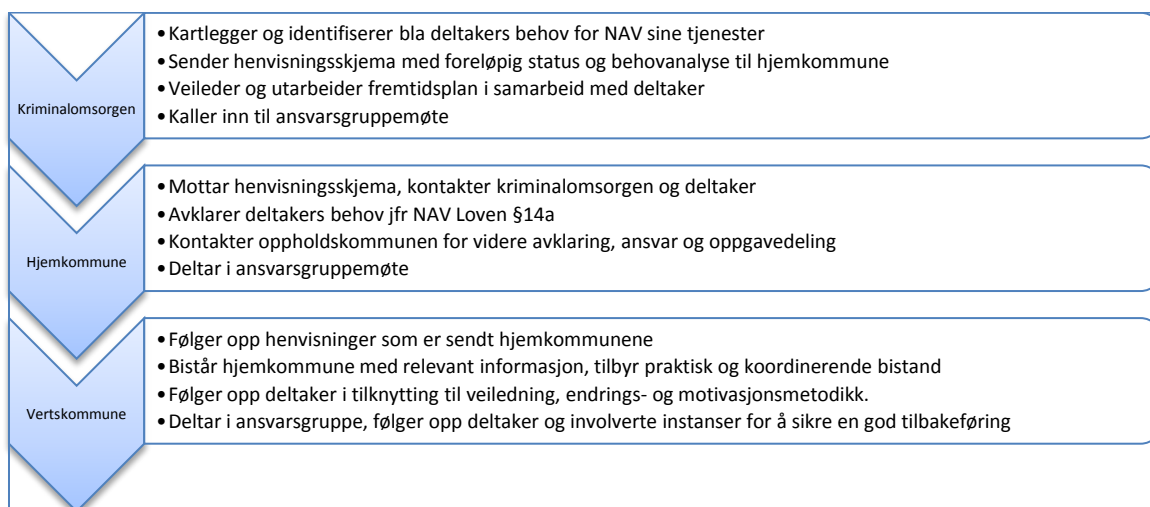 Kriminalomsorgen
•Kartlegger og identifiserer bla deltakers behov for NAV sine tjenester
•Sender henvisningsskjema med foreløpig status og behovanalyse til hjemkommune
•Veileder og utarbeider fremtidsplan i samarbeid med deltaker
•Kaller inn til ansvarsgruppemøte
Hjemkommune
•Mottar henvisningsskjema, kontakter kriminalomsorgen og deltaker
•Avklarer deltakers behov jfr NAV Loven §14a
•Kontakter oppholdskommunen for videre avklaring, ansvar og oppgavedeling
•Deltar i ansvarsgruppemøte
Vertskommune
•Følger opp henvisninger som er sendt hjemkommunene
•Bistår hjemkommune med relevant informasjon, tilbyr praktisk og koordinerende bistand
•Følger opp deltaker i tilknytting til veiledning, endrings- og motivasjonsmetodikk.
•Deltar i ansvarsgruppe, følger opp deltaker og involverte instanser for å sikre en god tilbakeføring